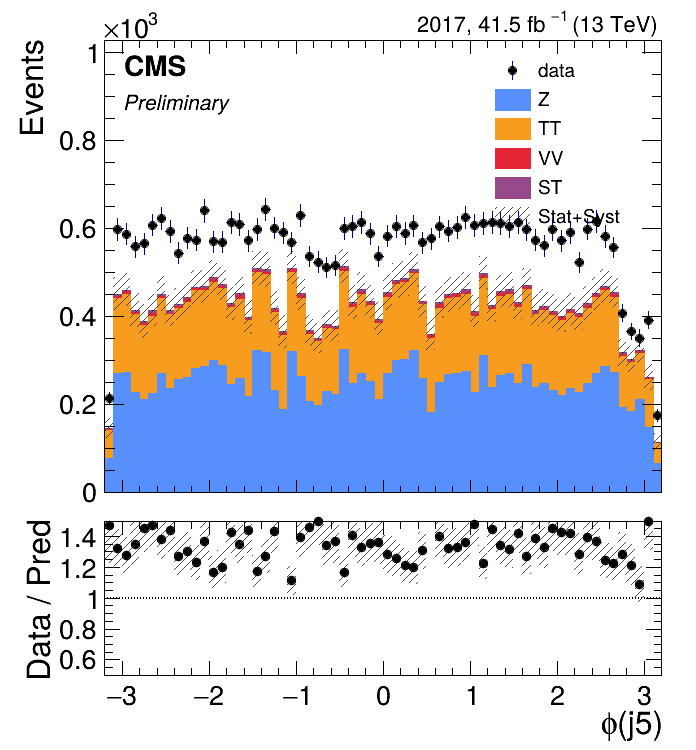 ×10³
2017, 41.5 fb ⁻¹ (13 TeV)
Events
CMS
Preliminary
data
Z
TT
VV
ST
Stat+Syst
1
0.8
0.6
0.4
0.2
0
Data / Pred
1.4
1.2
1
0.8
0.6
−3 −2 −1 0 1 2 3
ϕ(j5)